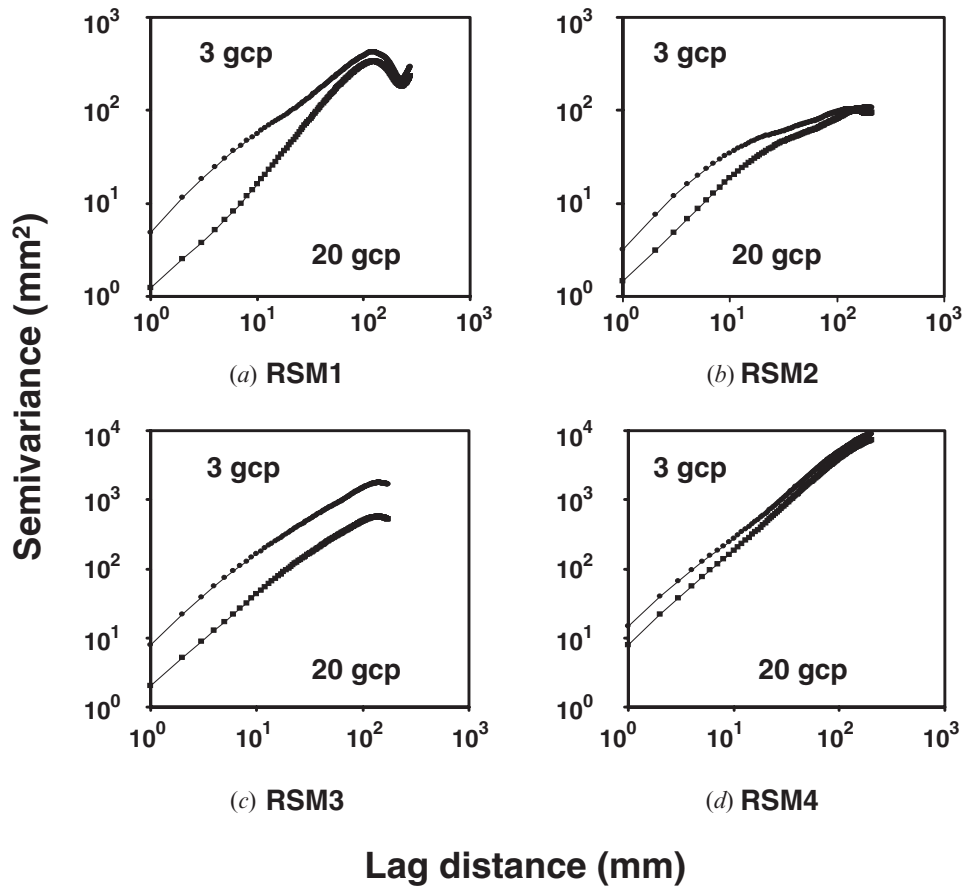 Semivariance (mm²)
10³
10²
10¹
10⁰
3 gcp
20 gcp
10⁰ 10¹ 10² 10³
(a) RSM1
10³
10²
10¹
10⁰
3 gcp
20 gcp
10⁰ 10¹ 10² 10³
(b) RSM2
10⁴
10³
10²
10¹
10⁰
3 gcp
20 gcp
10⁰ 10¹ 10² 10³
(c) RSM3
10⁴
10³
10²
10¹
10⁰
3 gcp
20 gcp
10⁰ 10¹ 10² 10³
(d) RSM4
Lag distance (mm)